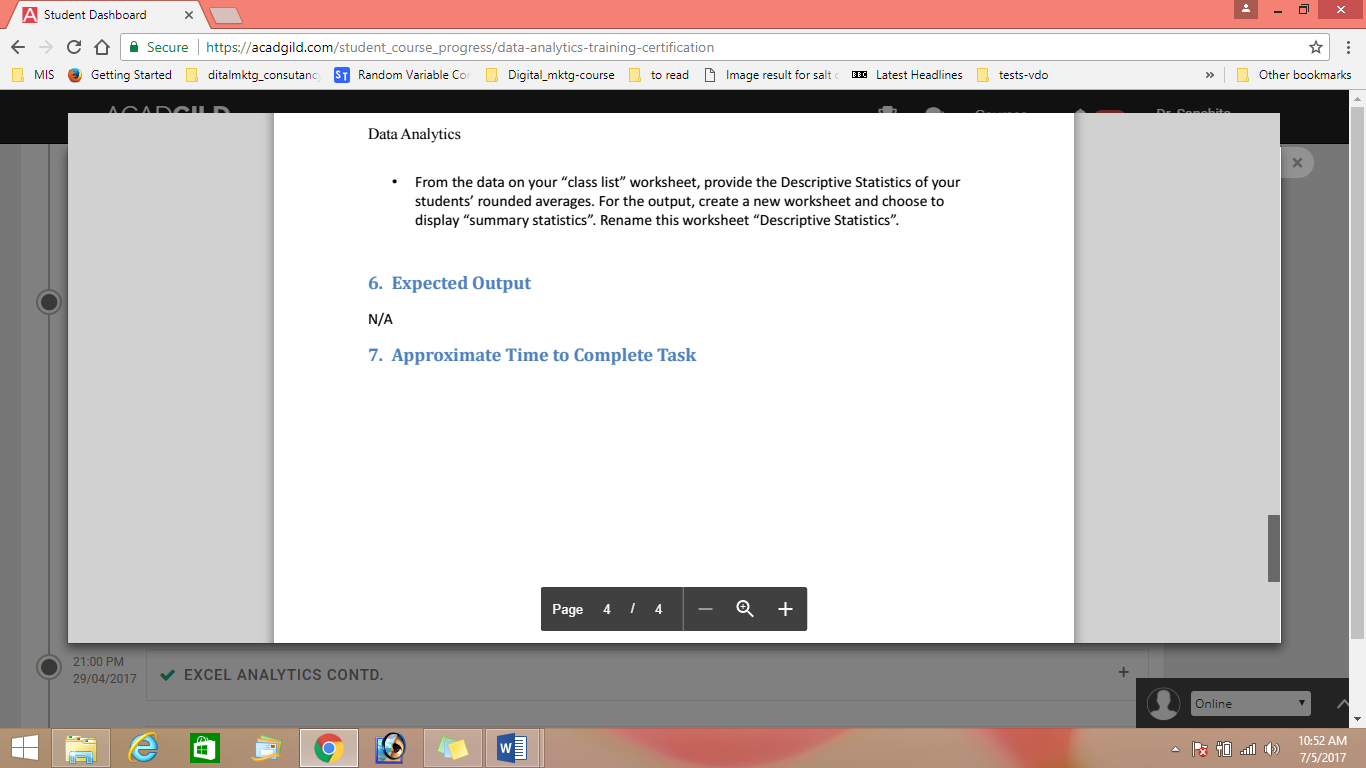 Student Dashboard
Secure | https://acadgild.com/student_course_progress/data-analytics-training-certification
MIS Getting Started ditalmktg_consutanc Random Variable Co Digital_mktg-course to read Image result for salt Latest Headlines tests-vdo » Other bookmarks
Data Analytics
• From the data on your “class list” worksheet, provide the Descriptive Statistics of your
students’ rounded averages. For the output, create a new worksheet and choose to
display “summary statistics”. Rename this worksheet “Descriptive Statistics”.
6. Expected Output
N/A
7. Approximate Time to Complete Task
Page 4 / 4
21:00 PM
29/04/2017
EXCEL ANALYTICS CONTD.
Online
10:52 AM
7/5/2017